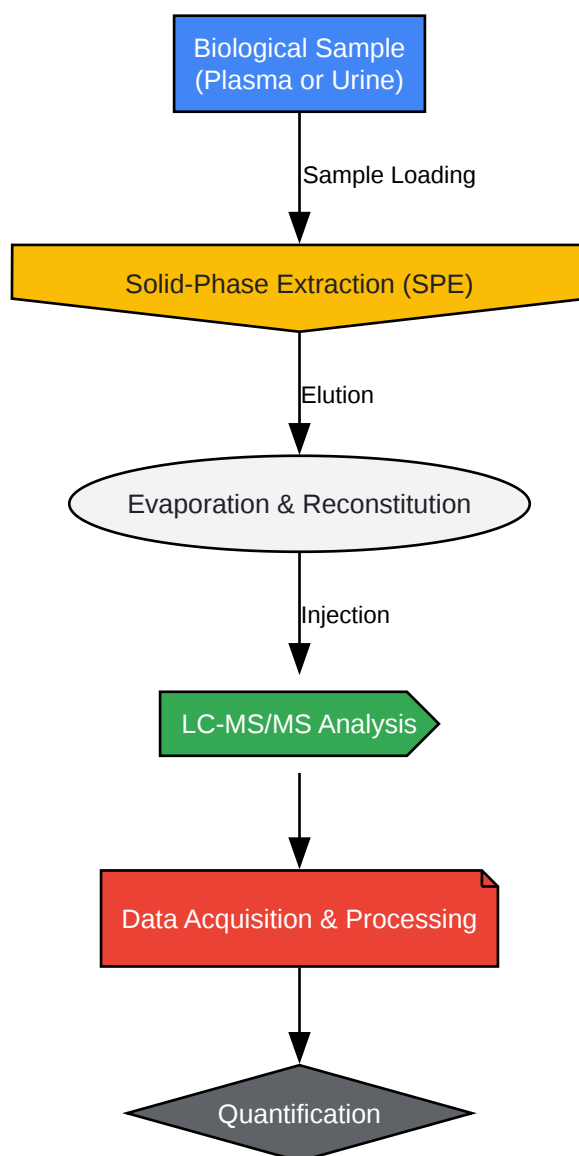 Biological Sample
(Plasma or Urine)
Sample Loading
Solid-Phase Extraction (SPE)
Elution
Evaporation & Reconstitution
Injection
LC-MS/MS Analysis
Data Acquisition & Processing
Quantification